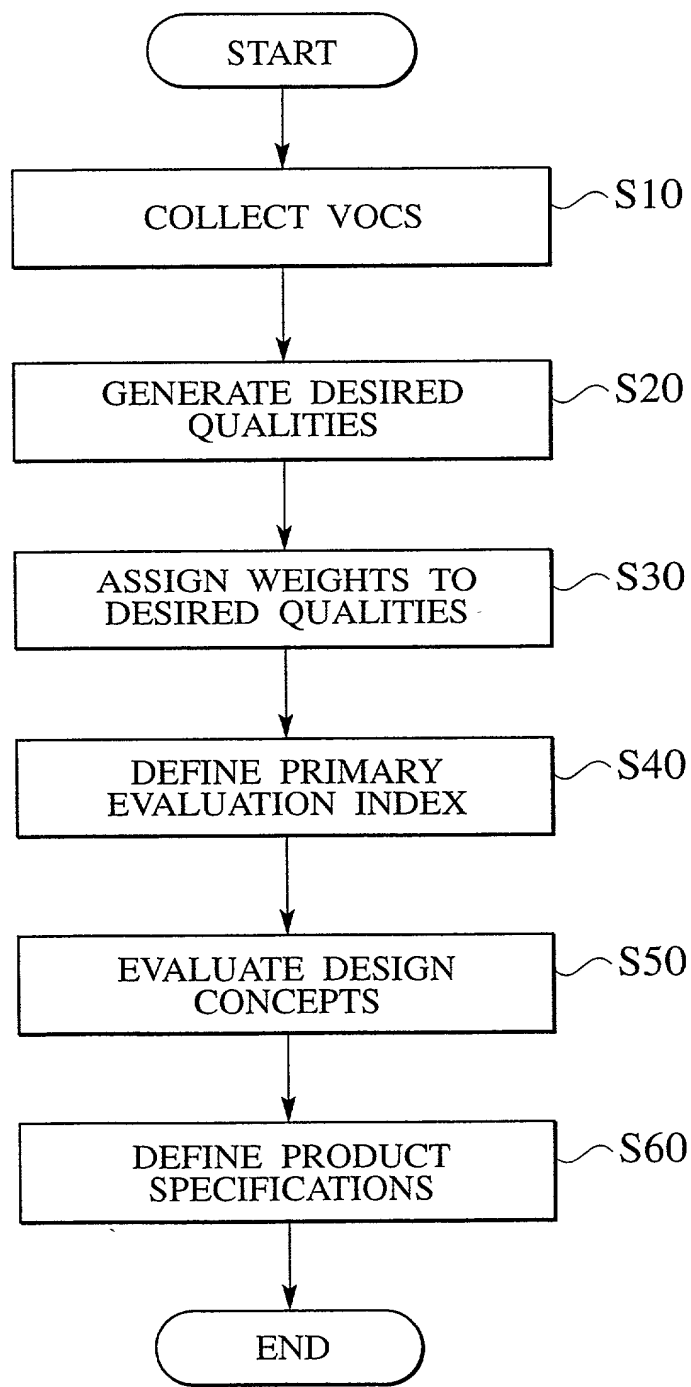 START
COLLECT VOCS
S10
GENERATE DESIRED
QUALITIES
S20
ASSIGN WEIGHTS TO
DESIRED QUALITIES
S30
DEFINE PRIMARY
EVALUATION INDEX
S40
EVALUATE DESIGN
CONCEPTS
S50
DEFINE PRODUCT
SPECIFICATIONS
S60
END